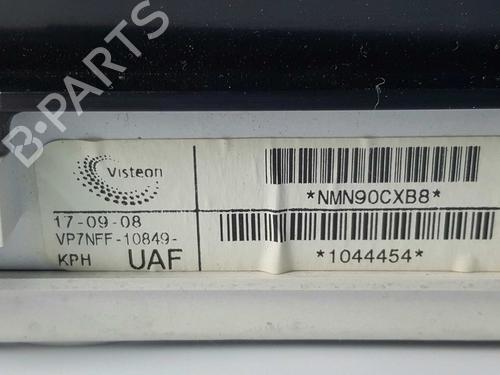 B-PARTS
Visteon
*NMN90CXB8*
17-09-08
VP7NFF-10849-
KPH UAF
*1044454*